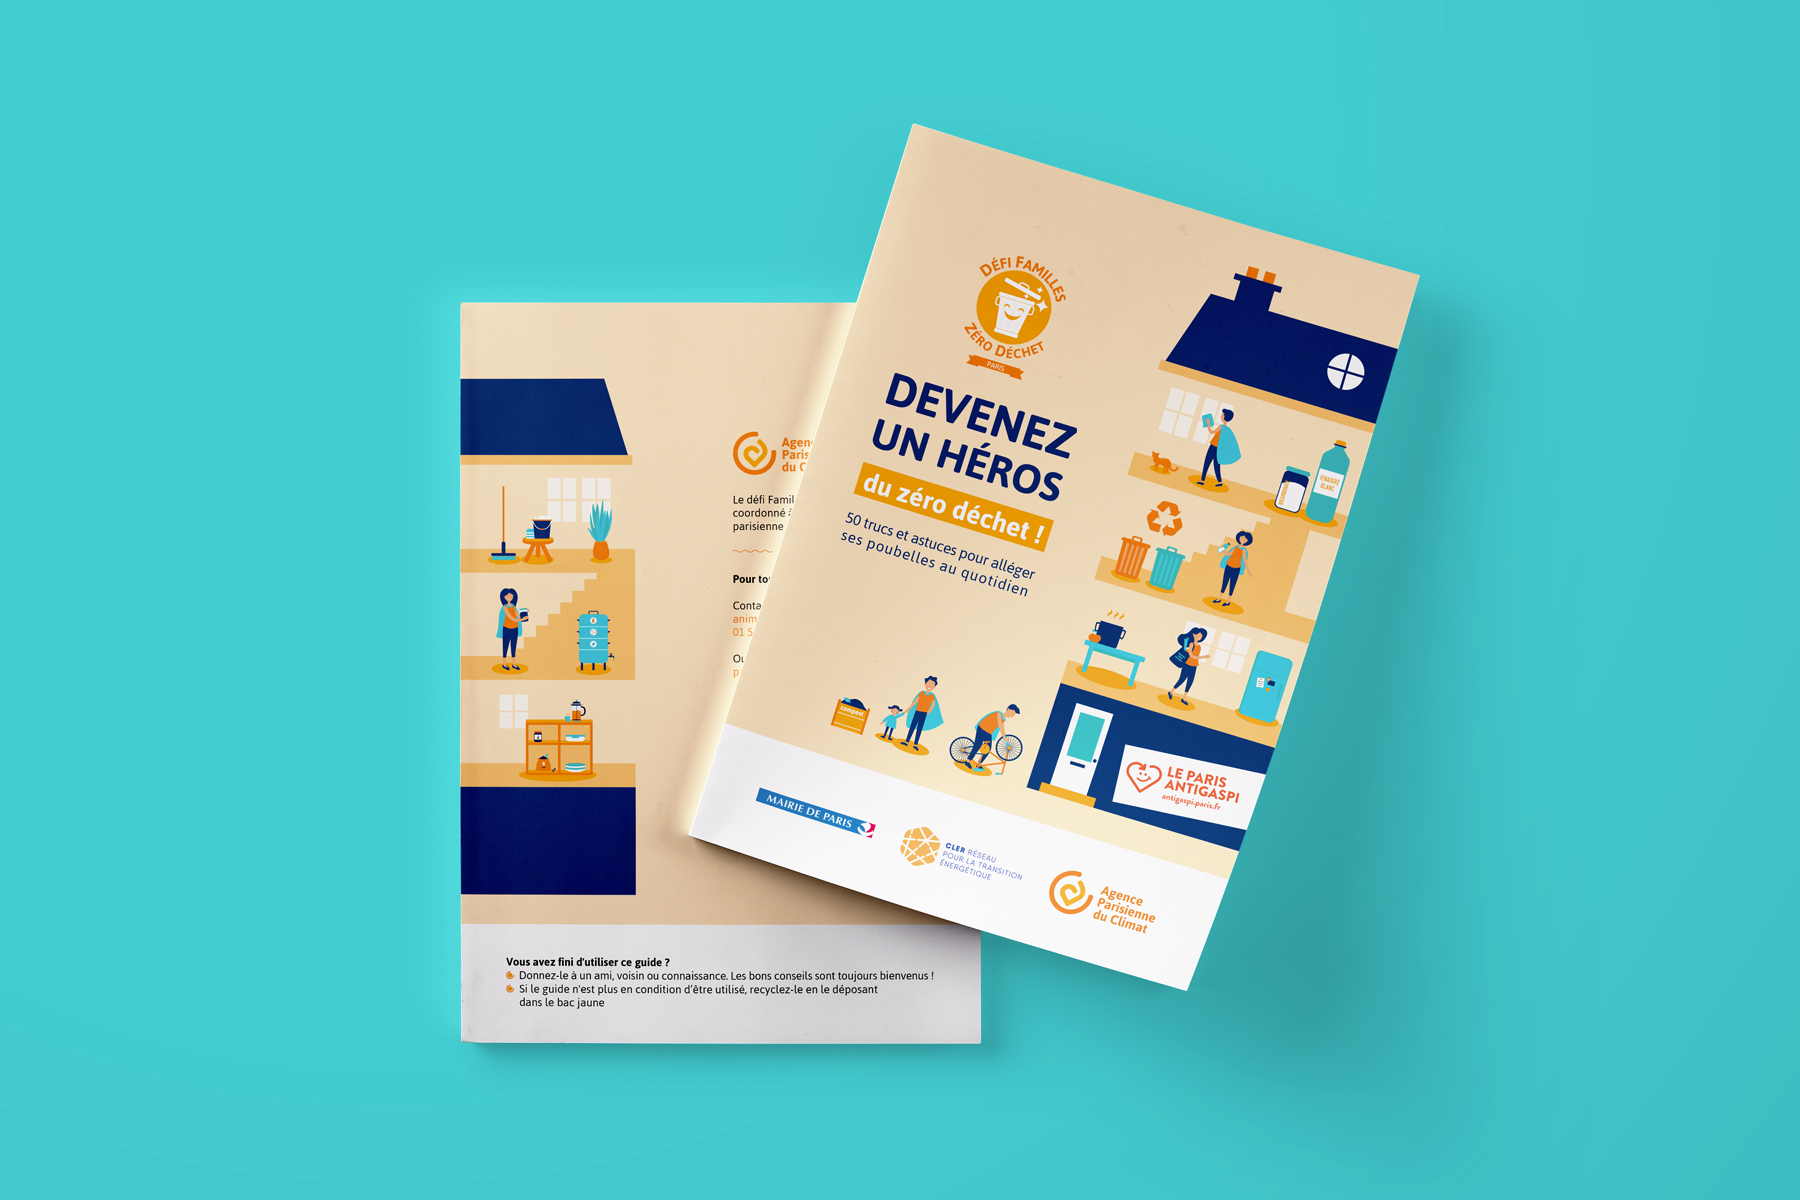 DÉFI FAMILLES
ZÉRO DÉCHET
PARIS
DEVENEZ
UN HÉROS
du zéro déchet !
50 trucs et astuces pour alléger
ses poubelles au quotidien
VINAIGRE
BLANC
compost
LE PARIS
ANTIGASPI
antigaspi.paris.fr
MAIRIE DE PARIS
CLER RÉSEAU
POUR LA TRANSITION
ÉNERGÉTIQUE
Agence
Parisienne
du Climat
Le défi
coordonné
parisienne
Pour
01 5
Vous avez fini d'utiliser ce guide ?
Donnez-le à un ami, voisin ou connaissance. Les bons conseils sont toujours bienvenus !
Si le guide n'est plus en condition d'être utilisé, recyclez-le en le déposant
dans le bac jaune